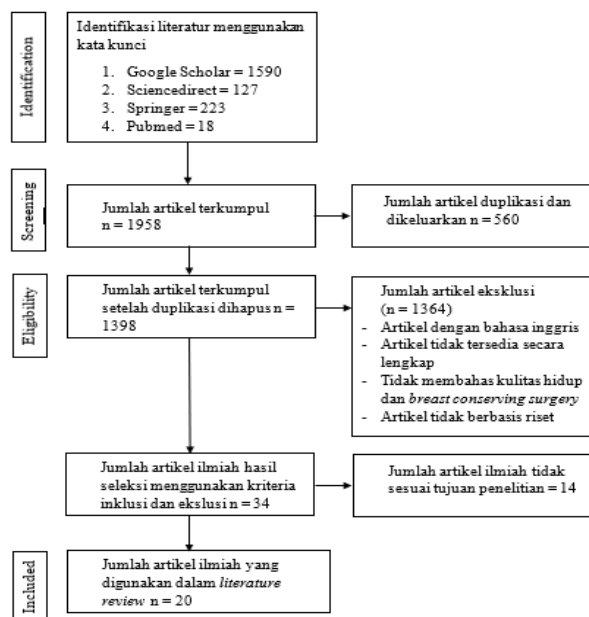 Identification
Identifikasi literatur menggunakan
kata kunci
1. Google Scholar = 1590
2. Sciencedirect = 127
3. Springer = 223
4. Pubmed = 18
Screening
Jumlah artikel terkumpul
n = 1958
Jumlah artikel duplikasi dan
dikeluarkan n = 560
Eligibility
Jumlah artikel terkumpul
setelah duplikasi dihapus n =
1398
Jumlah artikel eksklusi
(n = 1364)
- Artikel dengan bahasa inggris
- Artikel tidak tersedia secara
lengkap
- Tidak membahas kulitas hidup
dan breast conserving surgery
- Artikel tidak berbasis riset
Jumlah artikel ilmiah hasil
seleksi menggunakan kriteria
inklusi dan ekslusi n = 34
Jumlah artikel ilmiah tidak
sesuai tujuan penelitian = 14
Included
Jumlah artikel ilmiah yang
digunakan dalam literature
review n = 20